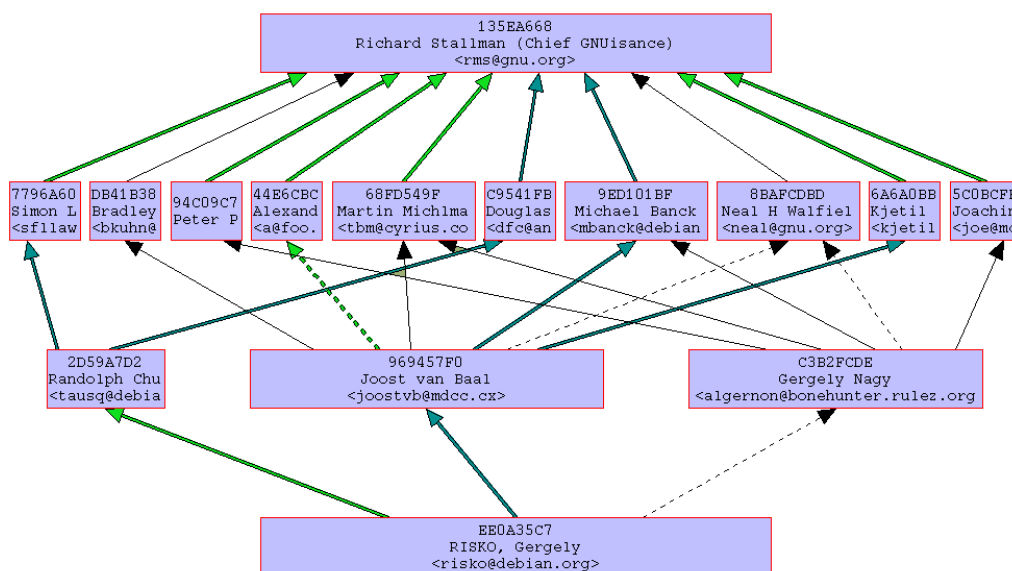 135EA668
Richard Stallman (Chief GNUisance)
<rms@gnu.org>
7796A60
Simon L
<sfllaw
DB41B38
Bradley
<bkuhn@
94C09C7
Peter P
44E6CBC
Alexand
<a@foo.
68FD549F
Martin Michlma
<tbm@cyrius.co
C9541FB
Douglas
<dfc@an
9ED101BF
Michael Banck
<mbanck@debian
8BAFCDBD
Neal H Walfiel
<neal@gnu.org>
6A6A0BB
Kjetil
<kjetil
5C0BCFB
Joachin
<joe@mc
2D59A7D2
Randolph Chu
<tausq@debia
969457F0
Joost van Baal
<joostvb@mdcc.cx>
C3B2FCDE
Gergely Nagy
<algernon@bonehunter.rulez.org
EE0A35C7
RISKO, Gergely
<risko@debian.org>